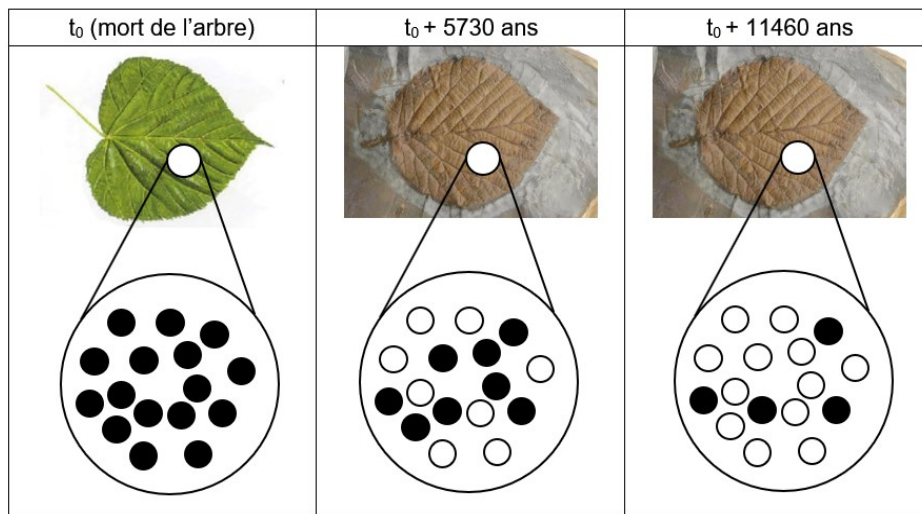 t₀ (mort de l’arbre)
t₀ + 5730 ans
t₀ + 11460 ans